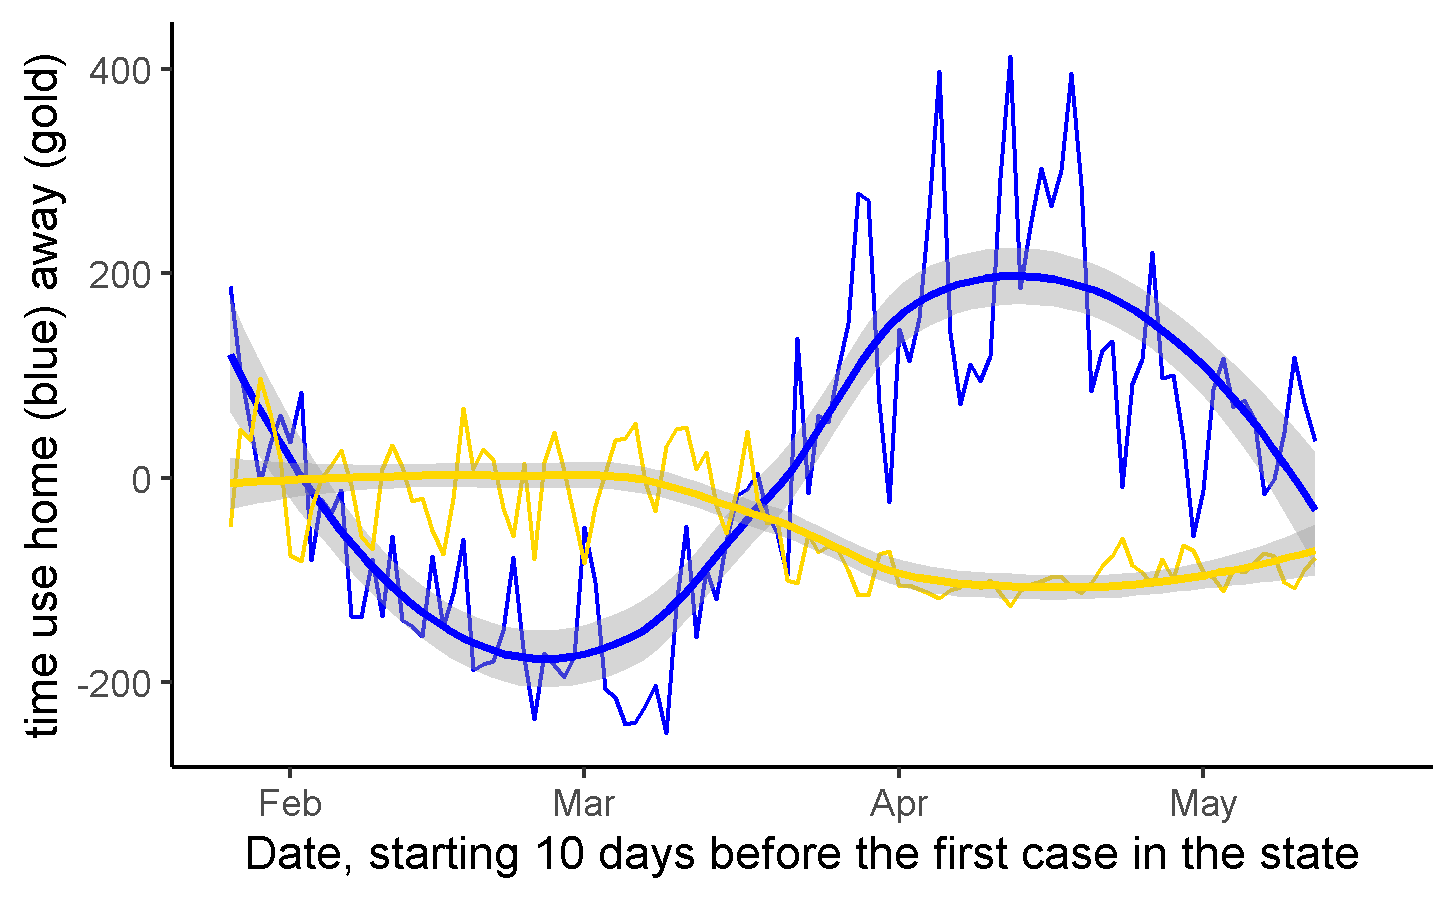 time use home (blue) away (gold)
400
200
0
-200
Feb Mar Apr May
Date, starting 10 days before the first case in the state